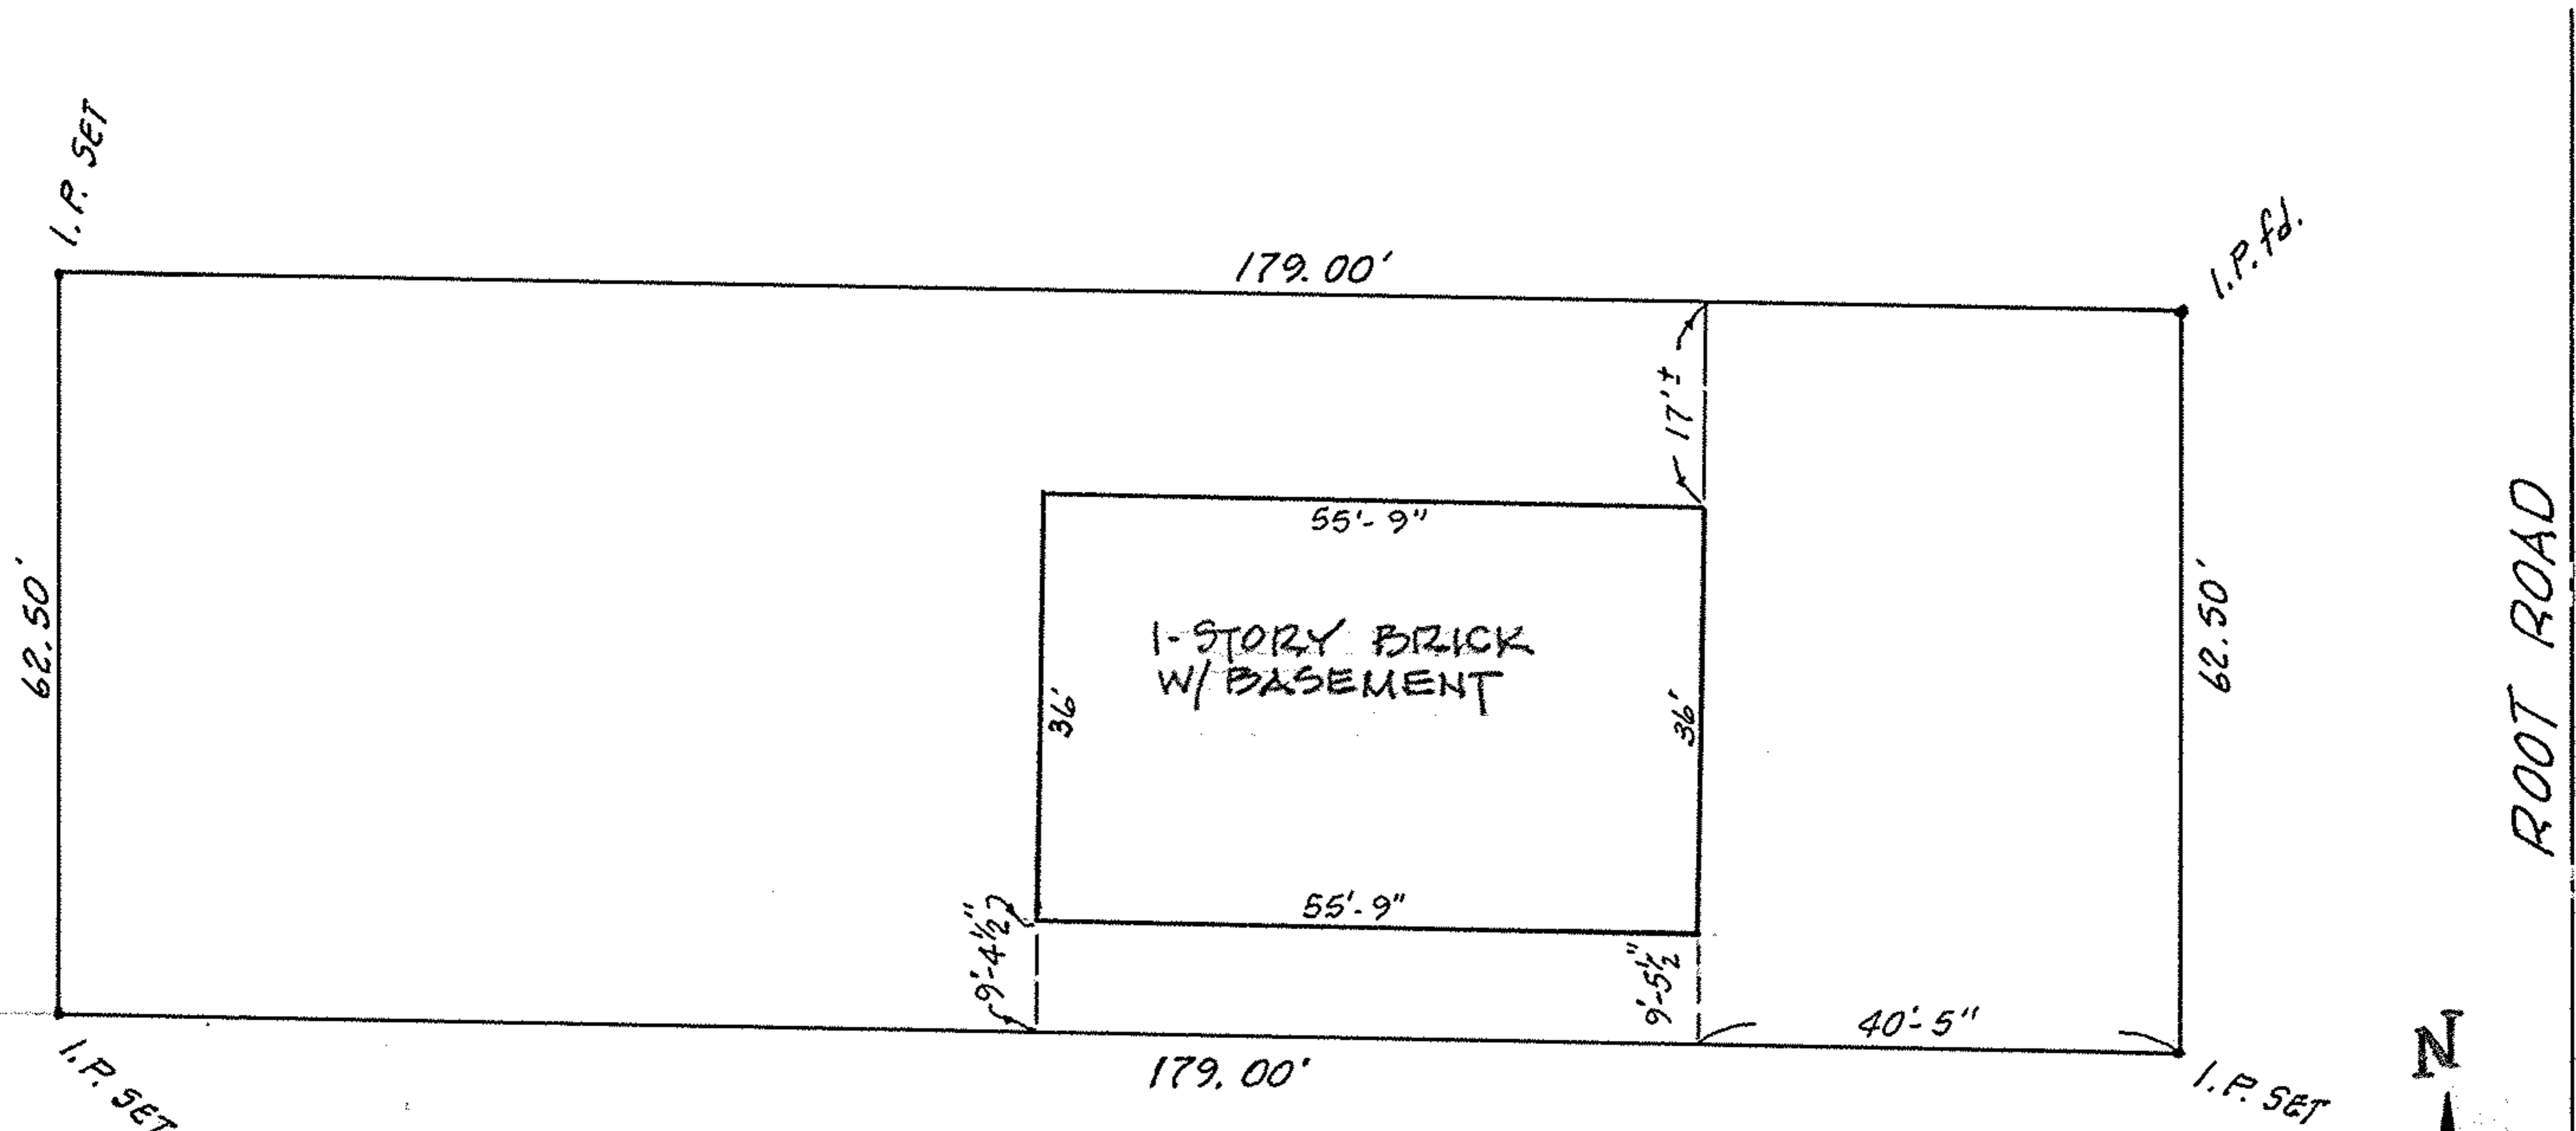 I.P. SET
179.00'
I.P. fd.
17'±
55'-9"
1-STORY BRICK
W/ BASEMENT
62.50'
36'
36'
62.50'
ROOT ROAD
55'-9"
9'-4½"
9'-5½"
40'-5"
179.00'
I.P. SET
I.P. SET
N